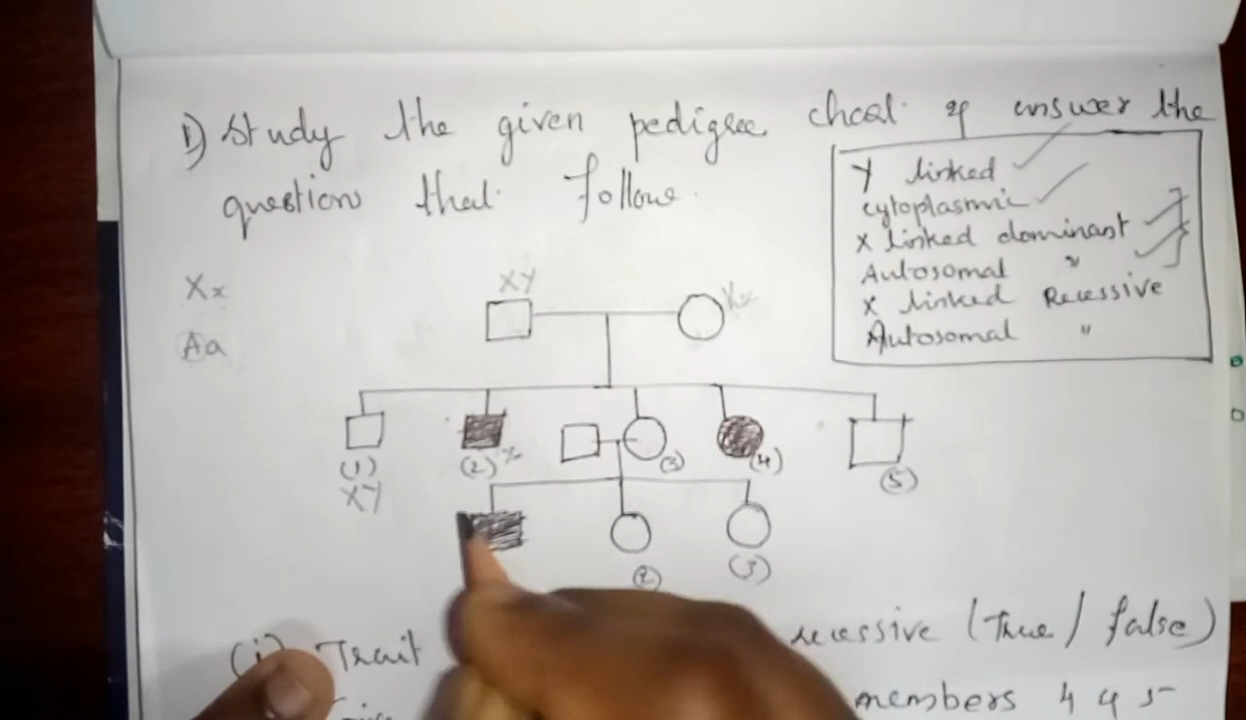 1) Study the given pedigree chart & answer the
question that follow.
Y linked
cytoplasmic
X linked dominant
Autosomal "
X linked Recessive
Autosomal "
Xx
Aa
XY
Xx
(1)
XY
(2)
(3)
(4)
(5)
(2)
(3)
(i) Trait recessive (True / false)
members 4 & 5